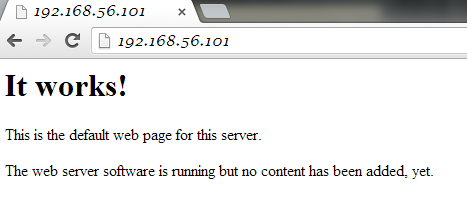 192.168.56.101
192.168.56.101
It works!
This is the default web page for this server.
The web server software is running but no content has been added, yet.